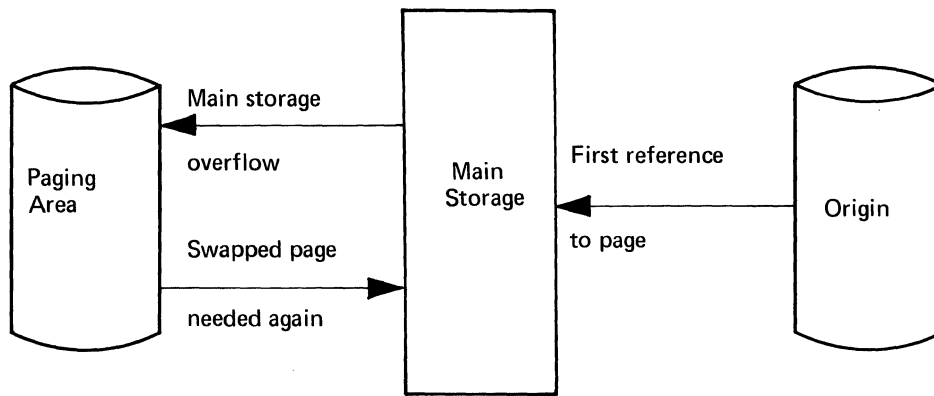 Main storage
overflow
Paging
Area
Swapped page
needed again
Main
Storage
First reference
to page
Origin